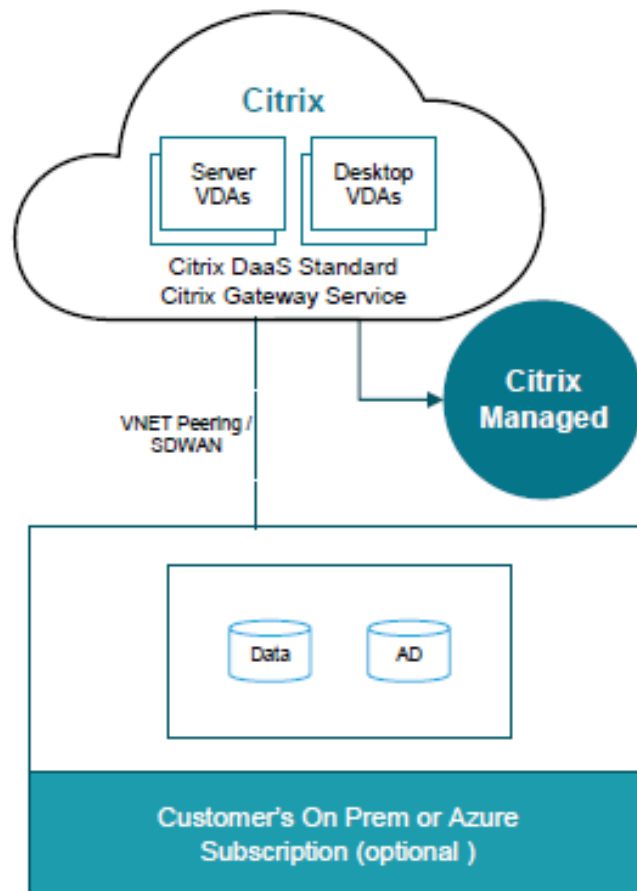 Citrix
Server
VDAs
Desktop
VDAs
Citrix DaaS Standard
Citrix Gateway Service
Citrix
Managed
VNET Peering /
SDWAN
Data
AD
Customer's On Prem or Azure
Subscription (optional )